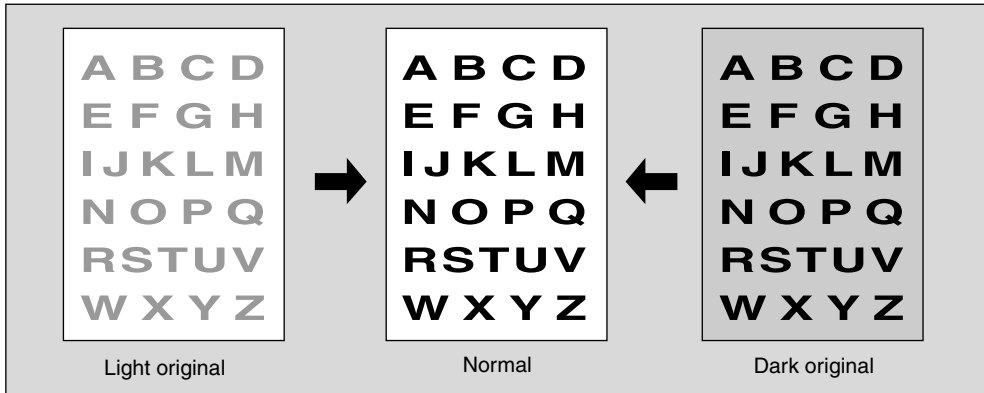 A B C D
E F G H
I J K L M
N O P Q
R S T U V
W X Y Z
Light original
A B C D
E F G H
I J K L M
N O P Q
R S T U V
W X Y Z
Normal
A B C D
E F G H
I J K L M
N O P Q
R S T U V
W X Y Z
Dark original